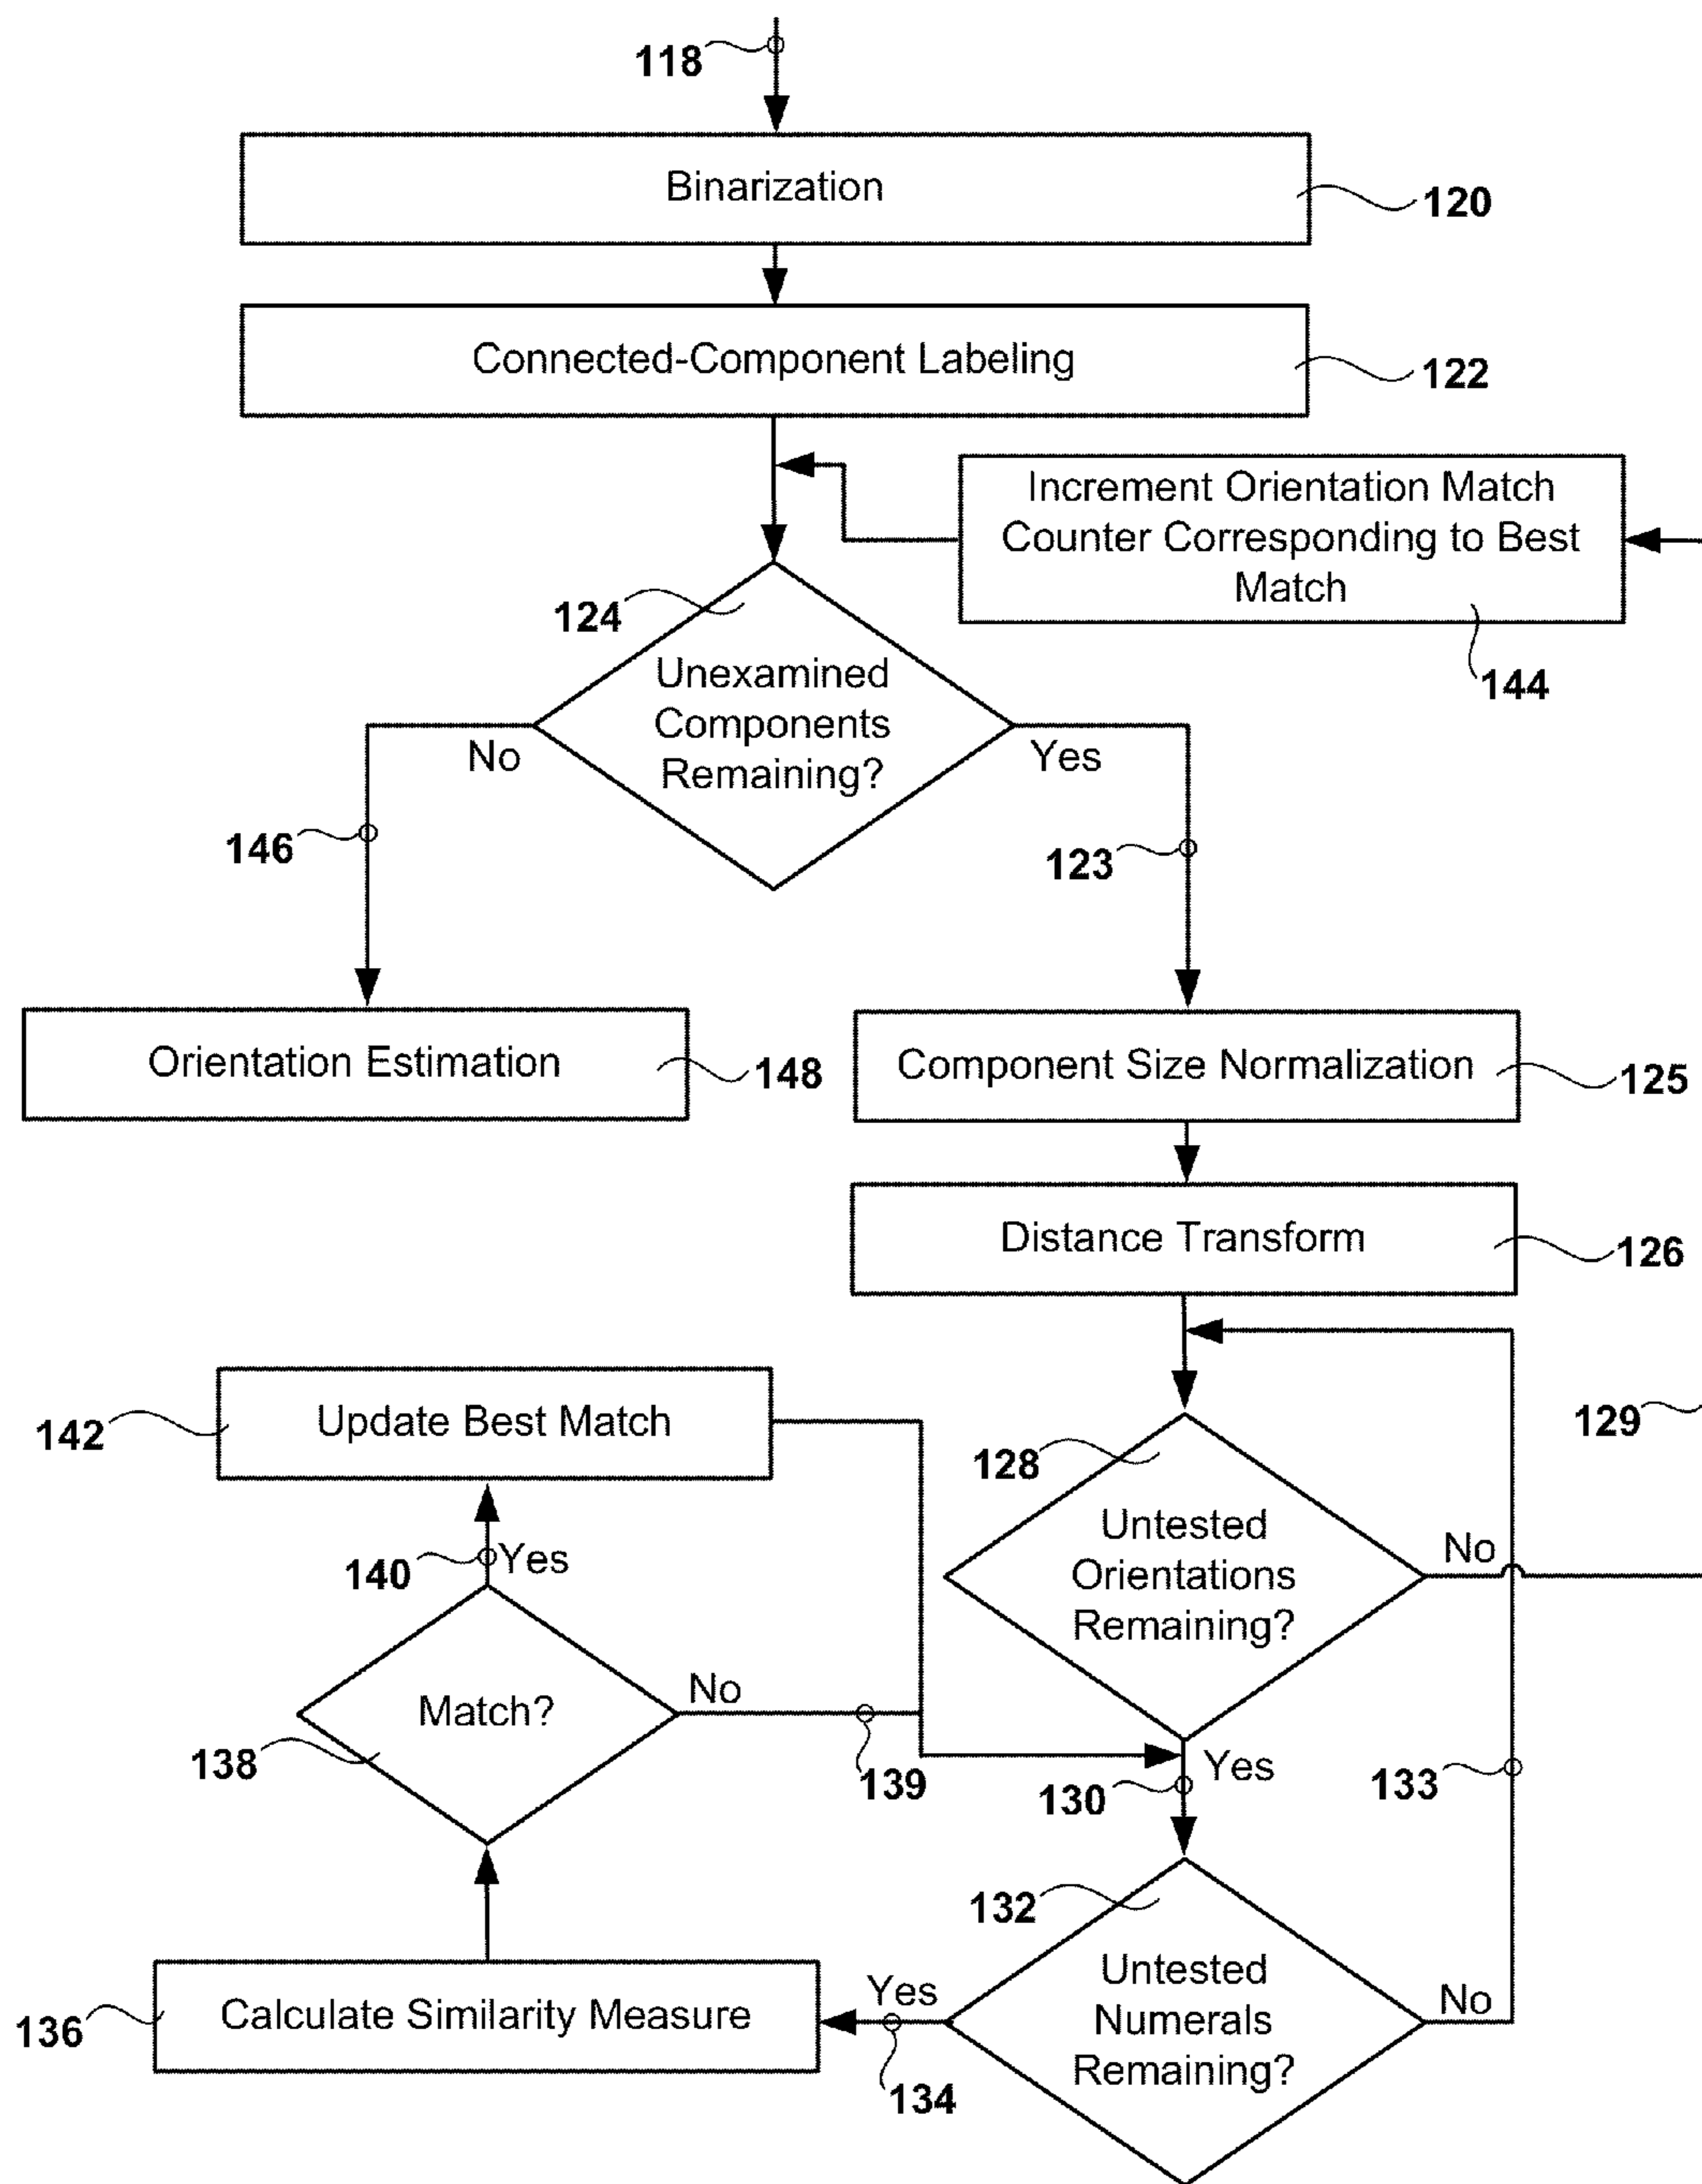 118
Binarization
120
Connected-Component Labeling
122
Increment Orientation Match
Counter Corresponding to Best
Match
144
124
Unexamined
Components
Remaining?
No
Yes
146
123
Orientation Estimation
148
Component Size Normalization
125
Distance Transform
126
142
Update Best Match
129
128
Untested
Orientations
Remaining?
No
140
Yes
Match?
No
138
139
Yes
130
133
132
Untested
Numerals
Remaining?
No
Yes
136
Calculate Similarity Measure
134